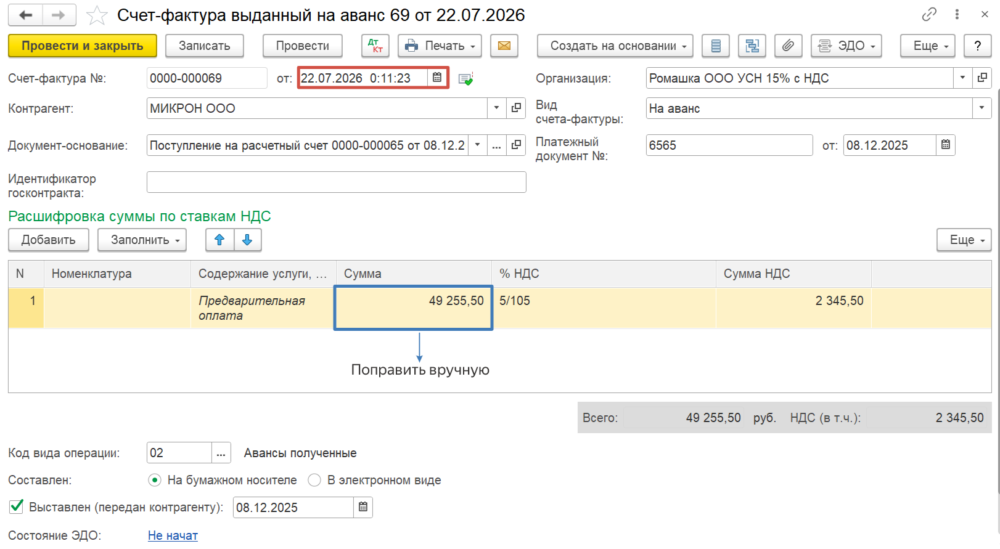 Счет-фактура выданный на аванс 69 от 22.07.2026
Провести и закрыть Записать Провести Дт Кт Печать Создать на основании ЭДО Еще ?
Счет-фактура №: 0000-000069 от: 22.07.2026 0:11:23 Организация: Ромашка ООО УСН 15% с НДС
Контрагент: МИКРОН ООО Вид
счета-фактуры: На аванс
Документ-основание: Поступление на расчетный счет 0000-000065 от 08.12.2 ... Платежный
документ №: 6565 от: 08.12.2025
Идентификатор
госконтракта:
Расшифровка суммы по ставкам НДС
Добавить Заполнить Еще
N Номенклатура Содержание услуги, ... Сумма % НДС Сумма НДС
1 Предварительная 49 255,50 5/105 2 345,50
оплата
Поправить вручную
Всего: 49 255,50 руб. НДС (в т.ч.): 2 345,50
Код вида операции: 02 ... Авансы полученные
Составлен: На бумажном носителе В электронном виде
Выставлен (передан контрагенту): 08.12.2025
Состояние ЭДО: Не начат